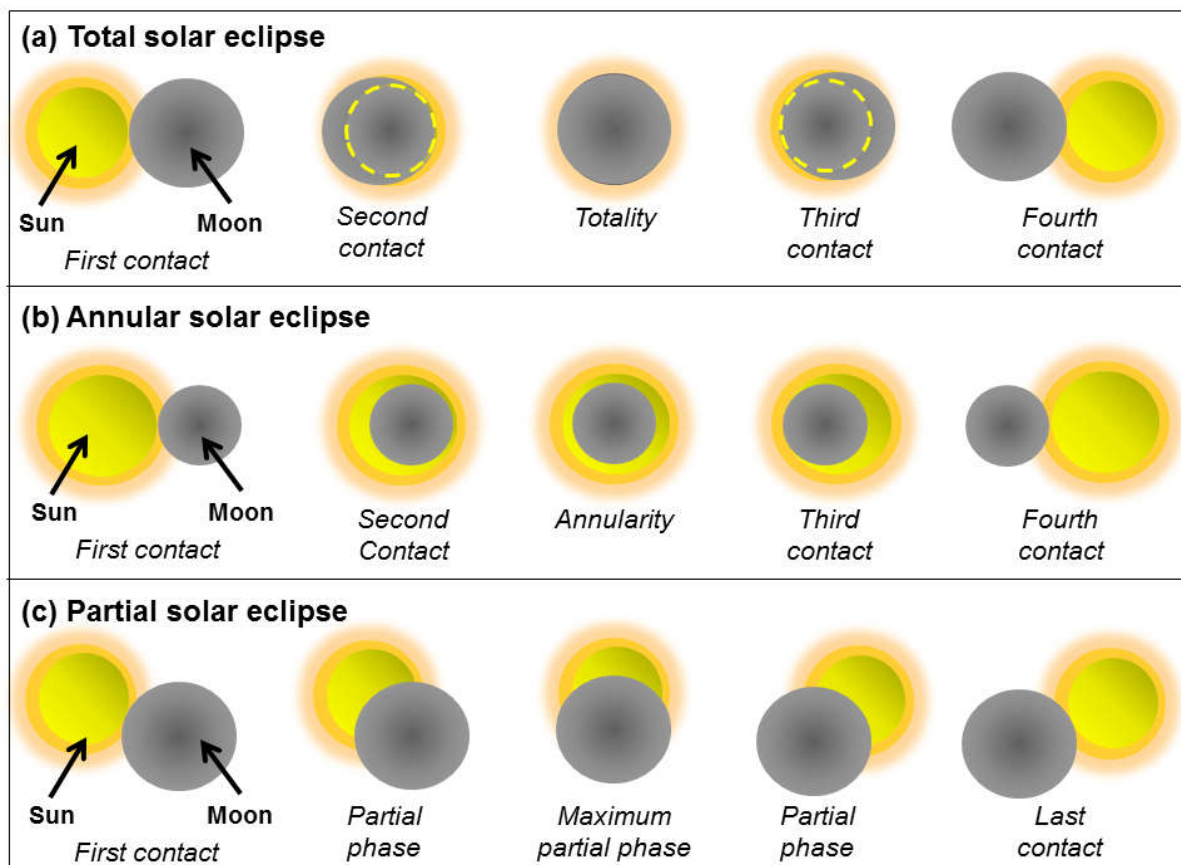 (a) Total solar eclipse
Sun
Moon
First contact
Second
contact
Totality
Third
contact
Fourth
contact
(b) Annular solar eclipse
Sun
Moon
First contact
Second
Contact
Annularity
Third
contact
Fourth
contact
(c) Partial solar eclipse
Sun
Moon
First contact
Partial
phase
Maximum
partial phase
Partial
phase
Last
contact